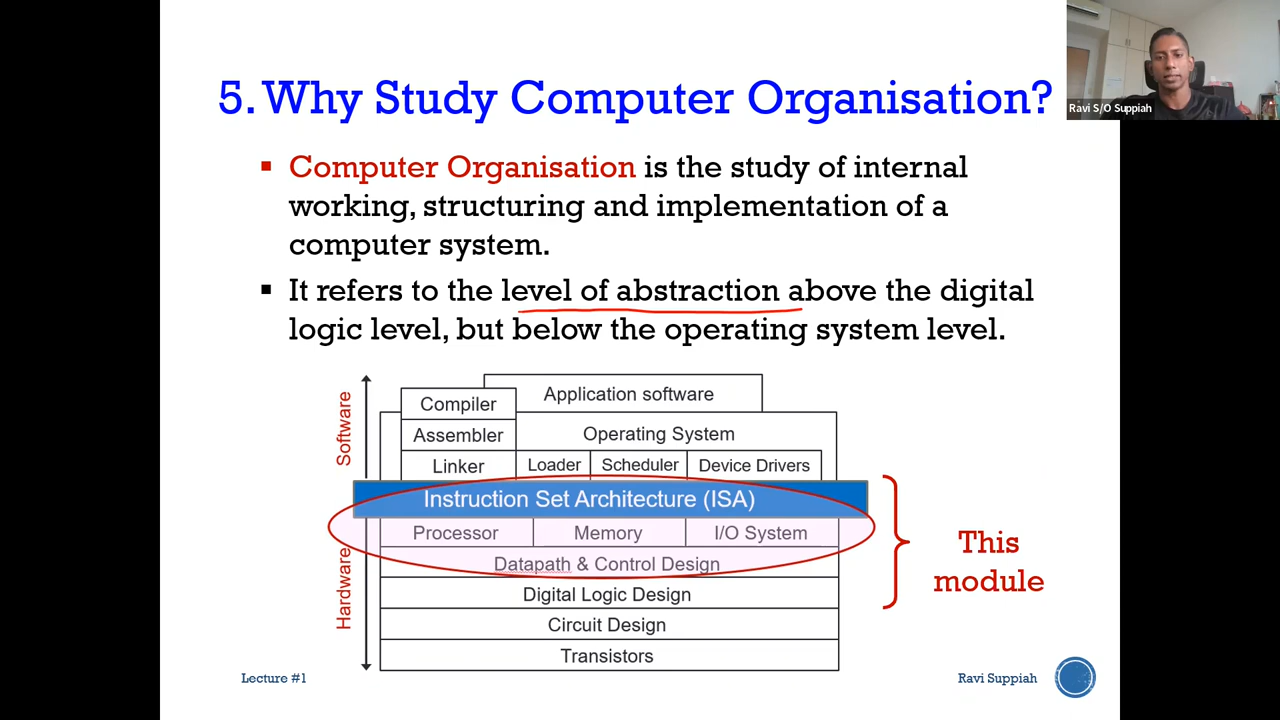 5. Why Study Computer Organisation?
Ravi S/O Suppiah
▪ Computer Organisation is the study of internal
working, structuring and implementation of a
computer system.
▪ It refers to the level of abstraction above the digital
logic level, but below the operating system level.
Software
Application software
Compiler
Assembler
Operating System
Linker
Loader
Scheduler
Device Drivers
Instruction Set Architecture (ISA)
Processor
Memory
I/O System
Hardware
Datapath & Control Design
Digital Logic Design
Circuit Design
Transistors
This
module
Lecture #1
Ravi Suppiah